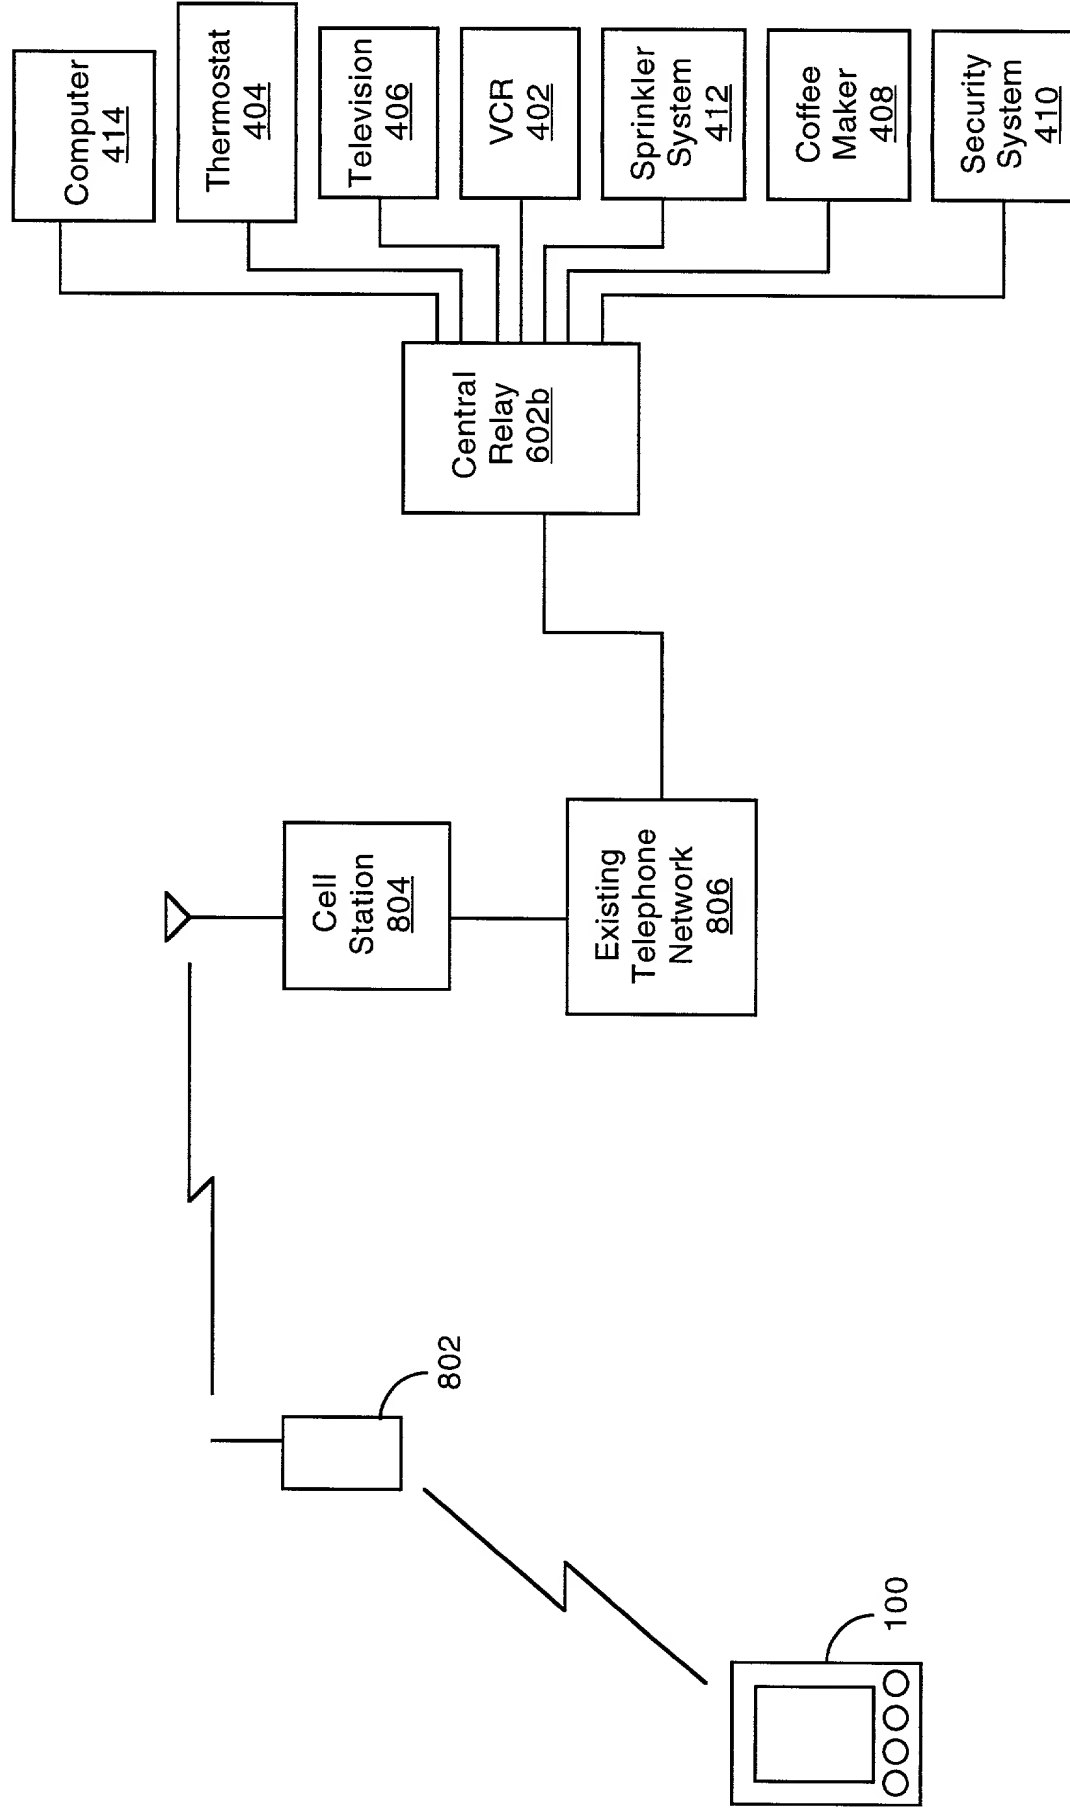 Computer
414
Thermostat
404
Television
406
VCR
402
Sprinkler
System
412
Coffee
Maker
408
Security
System
410
Central
Relay
602b
Cell
Station
804
Existing
Telephone
Network
806
802
100